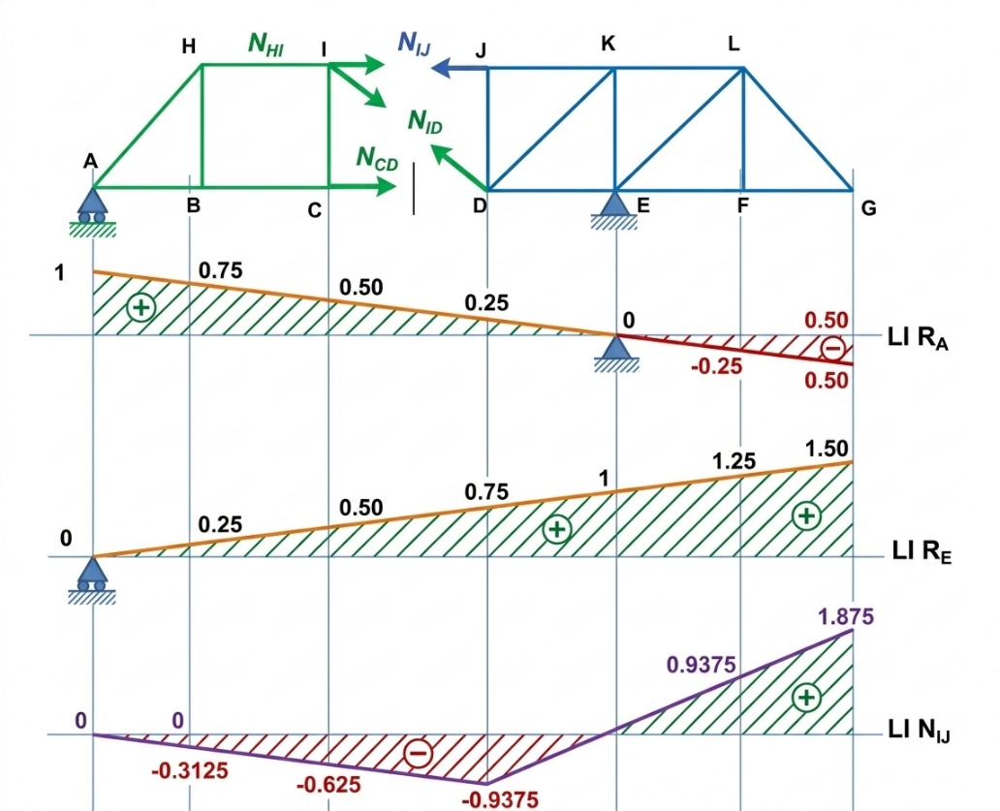 H N_HI I N_IJ J K L
N_ID
A N_CD
B C D E F G
1 0.75 0.50 0.25 0 0.50
+ − LI R_A
-0.25 0.50
0 0.25 0.50 0.75 1 1.25 1.50
+ +
LI R_E
1.875
0.9375
+
0 0 LI N_IJ
−
-0.3125 -0.625 -0.9375